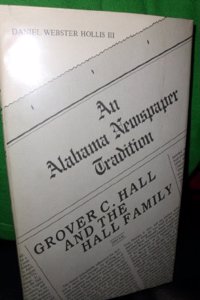 DANIEL WEBSTER HOLLIS III
An
Alabama Newspaper
Tradition
GROVER C. HALL
AND THE
HALL FAMILY